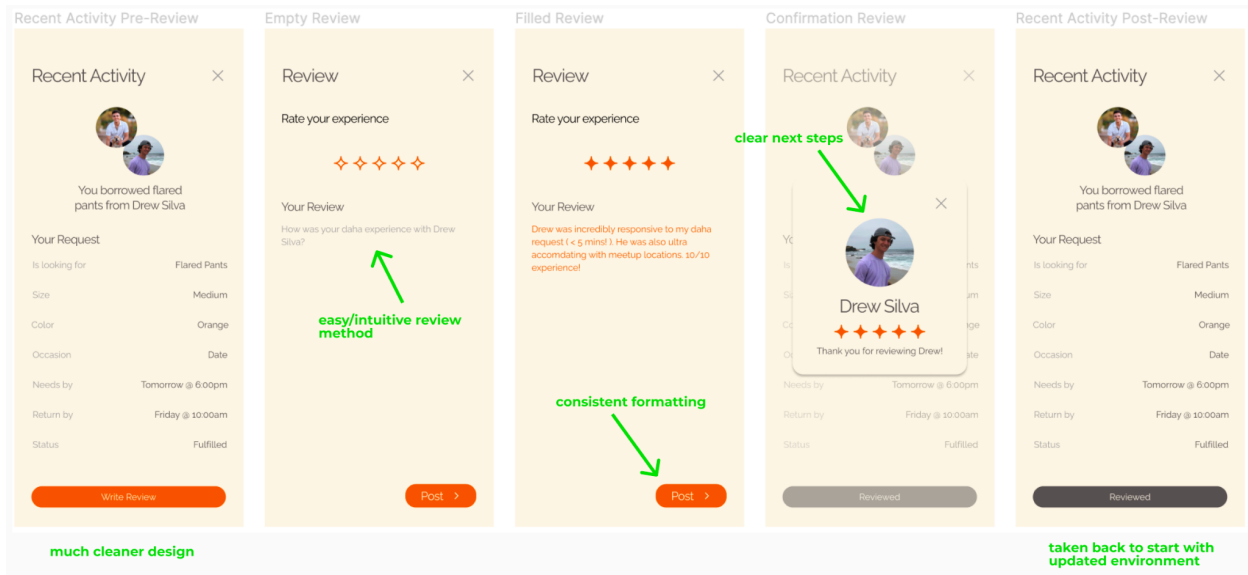 Recent Activity Pre-Review
Recent Activity
You borrowed flared
pants from Drew Silva
Your Request
Is looking for Flared Pants
Size Medium
Color Orange
Occasion Date
Needs by Tomorrow @ 6:00pm
Return by Friday @ 10:00am
Status Fulfilled
Write Review
much cleaner design
Empty Review
Review
Rate your experience
Your Review
How was your daha experience with Drew
Silva?
easy/intuitive review
method
Post >
Filled Review
Review
Rate your experience
Your Review
Drew was incredibly responsive to my daha
request ( < 5 mins! ). He was also ultra
accomdating with meetup locations. 10/10
experience!
consistent formatting
Post >
Confirmation Review
Recent Activity
clear next steps
Drew Silva
Thank you for reviewing Drew!
Needs by Tomorrow @ 6:00pm
Return by Friday @ 10:00am
Status Fulfilled
Reviewed
Recent Activity Post-Review
Recent Activity
You borrowed flared
pants from Drew Silva
Your Request
Is looking for Flared Pants
Size Medium
Color Orange
Occasion Date
Needs by Tomorrow @ 6:00pm
Return by Friday @ 10:00am
Status Fulfilled
Reviewed
taken back to start with
updated environment